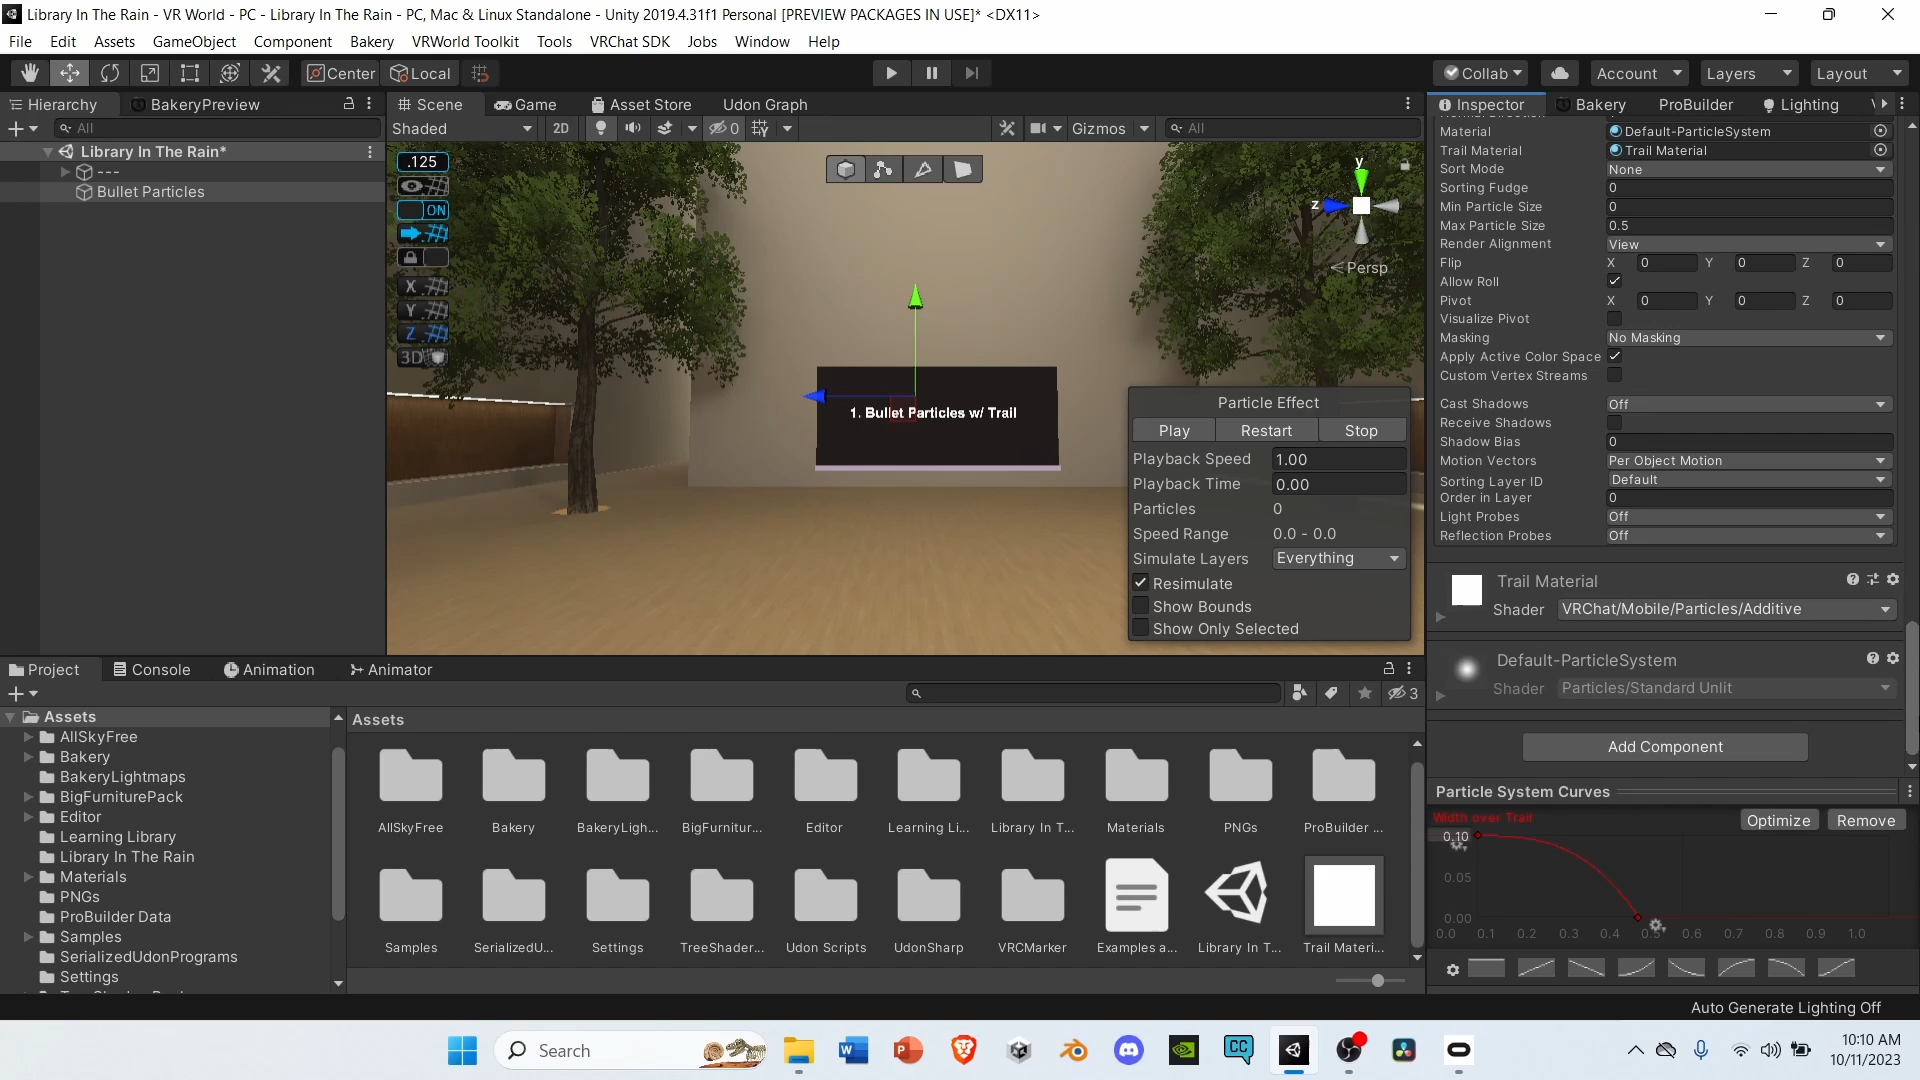 Library In The Rain - VR World - PC - Library In The Rain - PC, Mac & Linux Standalone - Unity 2019.4.31f1 Personal [PREVIEW PACKAGES IN USE]* <DX11>
File Edit Assets GameObject Component Bakery VRWorld Toolkit Tools VRChat SDK Jobs Window Help
Center Local Collab Account Layers Layout
Hierarchy BakeryPreview
All
Library In The Rain*
---
Bullet Particles
Scene Game Asset Store Udon Graph
Shaded 2D 0 Gizmos All
.125
ON
X
Y
Z
3D
y
z
Persp
1. Bullet Particles w/ Trail
Particle Effect
Play Restart Stop
Playback Speed 1.00
Playback Time 0.00
Particles 0
Speed Range 0.0 - 0.0
Simulate Layers Everything
Resimulate
Show Bounds
Show Only Selected
Inspector Bakery ProBuilder Lighting
Material Default-ParticleSystem
Trail Material Trail Material
Sort Mode None
Sorting Fudge 0
Min Particle Size 0
Max Particle Size 0.5
Render Alignment View
Flip X 0 Y 0 Z 0
Allow Roll
Pivot X 0 Y 0 Z 0
Visualize Pivot
Masking No Masking
Apply Active Color Space
Custom Vertex Streams
Cast Shadows Off
Receive Shadows
Shadow Bias 0
Motion Vectors Per Object Motion
Sorting Layer ID Default
Order in Layer 0
Light Probes Off
Reflection Probes Off
Trail Material
Shader VRChat/Mobile/Particles/Additive
Default-ParticleSystem
Shader Particles/Standard Unlit
Add Component
Particle System Curves
Width over Trail Optimize Remove
0.10
0.05
0.00
0.0 0.1 0.2 0.3 0.4 0.5 0.6 0.7 0.8 0.9 1.0
Project Console Animation Animator
3
Assets
AllSkyFree
Bakery
BakeryLightmaps
BigFurniturePack
Editor
Learning Library
Library In The Rain
Materials
PNGs
ProBuilder Data
Samples
SerializedUdonPrograms
Settings
Assets
AllSkyFree Bakery BakeryLigh... BigFurnitur... Editor Learning Li... Library In T... Materials PNGs ProBuilder ...
Samples SerializedU... Settings TreeShader... Udon Scripts UdonSharp VRCMarker Examples a... Library In T... Trail Materi...
Auto Generate Lighting Off
Search
10:10 AM
10/11/2023